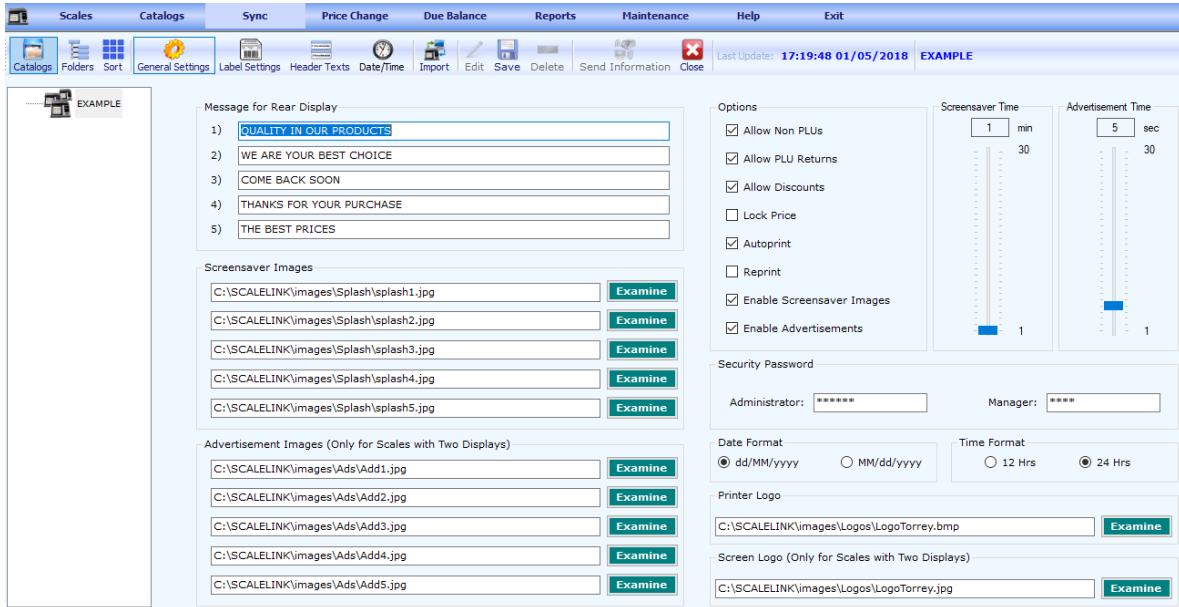 Scales Catalogs Sync Price Change Due Balance Reports Maintenance Help Exit
Catalogs Folders Sort General Settings Label Settings Header Texts Date/Time Import Edit Save Delete Send Information Close Last Update: 17:19:48 01/05/2018 EXAMPLE
EXAMPLE
Message for Rear Display
1) QUALITY IN OUR PRODUCTS
2) WE ARE YOUR BEST CHOICE
3) COME BACK SOON
4) THANKS FOR YOUR PURCHASE
5) THE BEST PRICES
Screensaver Images
C:\SCALELINK\images\Splash\splash1.jpg Examine
C:\SCALELINK\images\Splash\splash2.jpg Examine
C:\SCALELINK\images\Splash\splash3.jpg Examine
C:\SCALELINK\images\Splash\splash4.jpg Examine
C:\SCALELINK\images\Splash\splash5.jpg Examine
Advertisement Images (Only for Scales with Two Displays)
C:\SCALELINK\images\Ads\Add1.jpg Examine
C:\SCALELINK\images\Ads\Add2.jpg Examine
C:\SCALELINK\images\Ads\Add3.jpg Examine
C:\SCALELINK\images\Ads\Add4.jpg Examine
C:\SCALELINK\images\Ads\Add5.jpg Examine
Options
Allow Non PLUs
Allow PLU Returns
Allow Discounts
Lock Price
Autoprint
Reprint
Enable Screensaver Images
Enable Advertisements
Screensaver Time
1 min
30
1
Advertisement Time
5 sec
30
1
Security Password
Administrator: ****** Manager: ****
Date Format
dd/MM/yyyy MM/dd/yyyy
Time Format
12 Hrs 24 Hrs
Printer Logo
C:\SCALELINK\images\Logos\LogoTorrey.bmp Examine
Screen Logo (Only for Scales with Two Displays)
C:\SCALELINK\images\Logos\LogoTorrey.jpg Examine